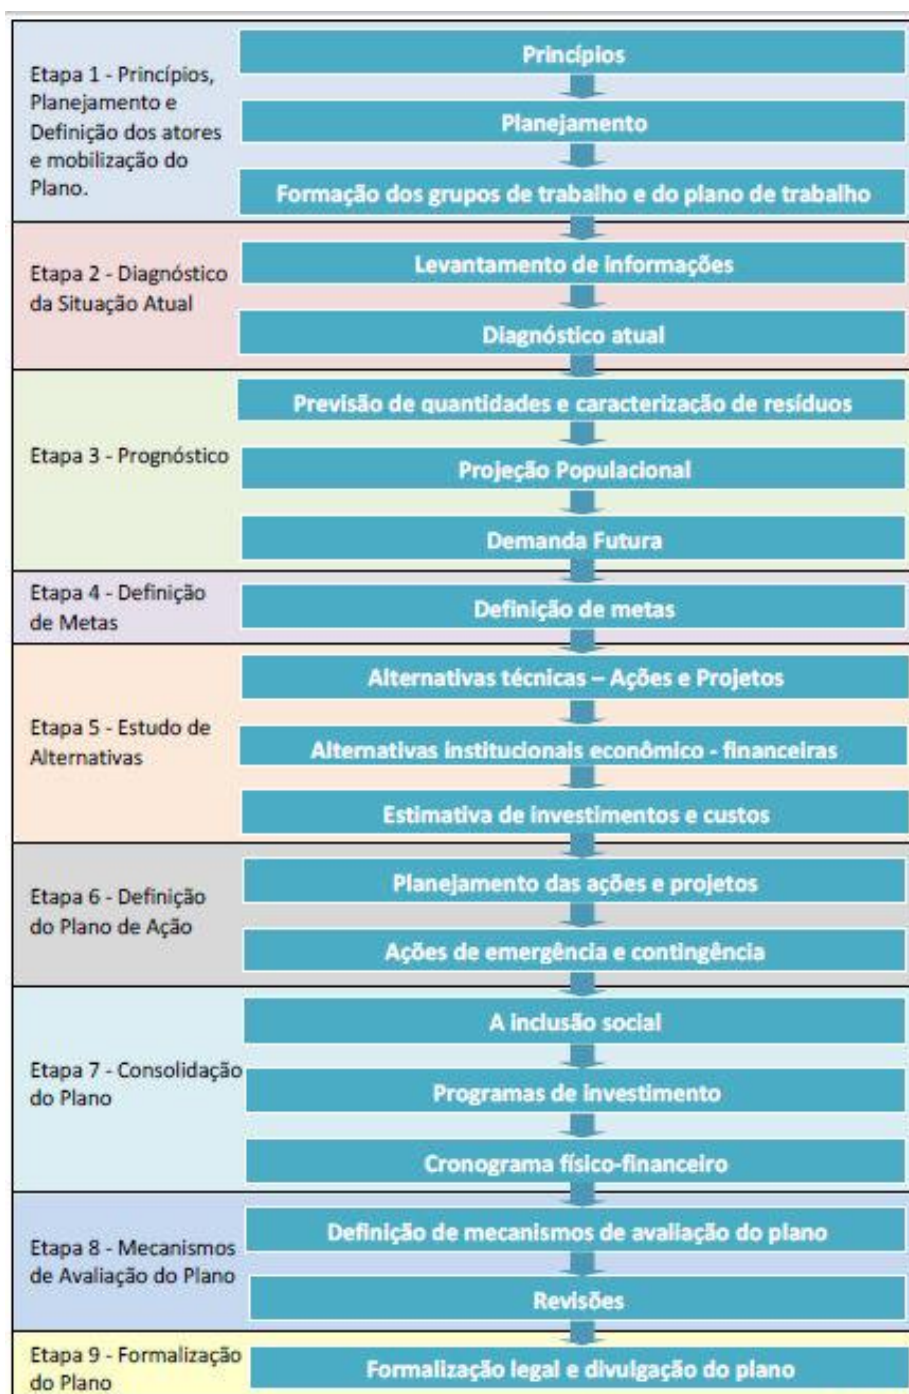 Etapa 1 - Princípios,
Planejamento e
Definição dos atores
e mobilização do
Plano.
Princípios
Planejamento
Formação dos grupos de trabalho e do plano de trabalho
Etapa 2 - Diagnóstico
da Situação Atual
Levantamento de informações
Diagnóstico atual
Etapa 3 - Prognóstico
Previsão de quantidades e caracterização de resíduos
Projeção Populacional
Demanda Futura
Etapa 4 - Definição
de Metas
Definição de metas
Etapa 5 - Estudo de
Alternativas
Alternativas técnicas – Ações e Projetos
Alternativas institucionais econômico - financeiras
Estimativa de investimentos e custos
Etapa 6 - Definição
do Plano de Ação
Planejamento das ações e projetos
Ações de emergência e contingência
Etapa 7 - Consolidação
do Plano
A inclusão social
Programas de investimento
Cronograma físico-financeiro
Etapa 8 - Mecanismos
de Avaliação do Plano
Definição de mecanismos de avaliação do plano
Revisões
Etapa 9 - Formalização
do Plano
Formalização legal e divulgação do plano